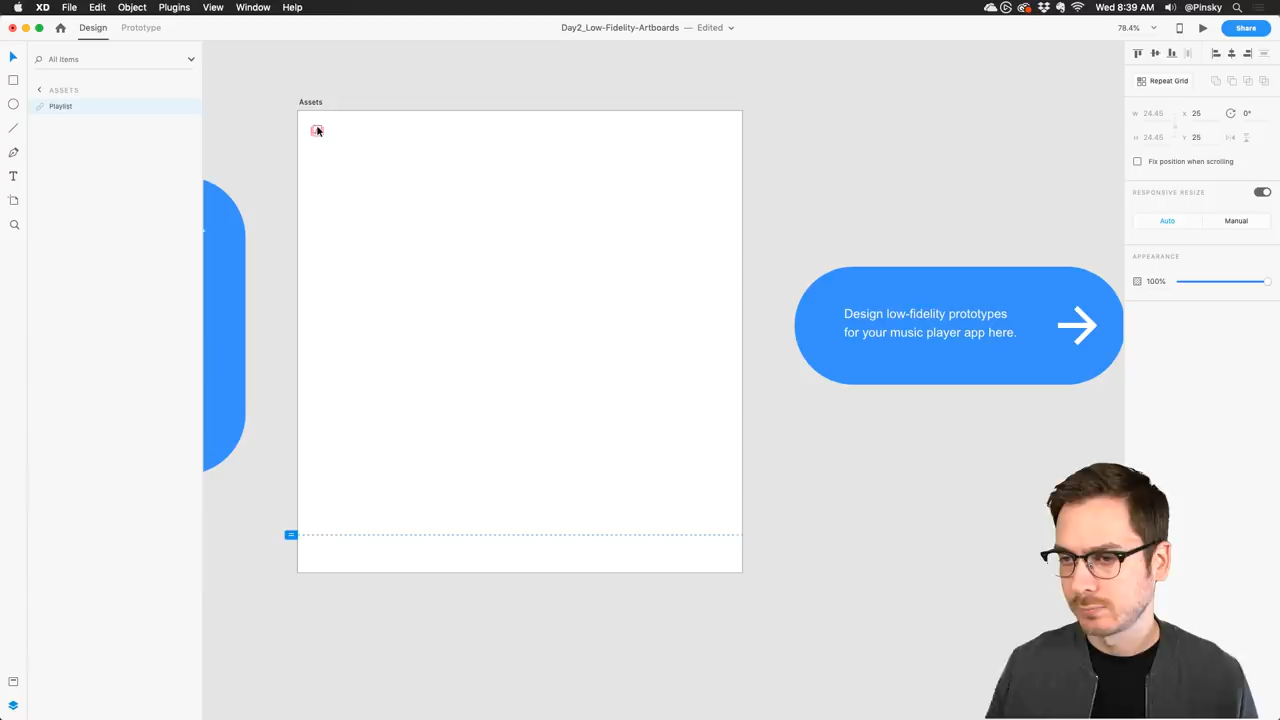 XD File Edit Object Plugins View Window Help
Wed 8:39 AM @Pinsky
Design Prototype
Day2_Low-Fidelity-Artboards — Edited
78.4%
Share
All Items
ASSETS
Playlist
Assets
Design low-fidelity prototypes
for your music player app here.
Repeat Grid
W 24.45 X 25 0°
H 24.45 Y 25
Fix position when scrolling
RESPONSIVE RESIZE
Auto Manual
APPEARANCE
100%